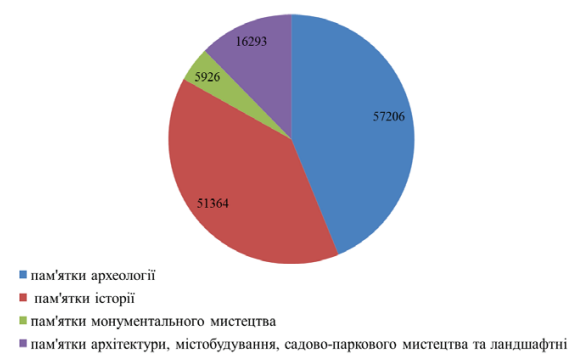 16293
5926
57206
51364
пам'ятки археології
пам'ятки історії
пам'ятки монументального мистецтва
пам'ятки архітектури, містобудування, садово-паркового мистецтва та ландшафтні